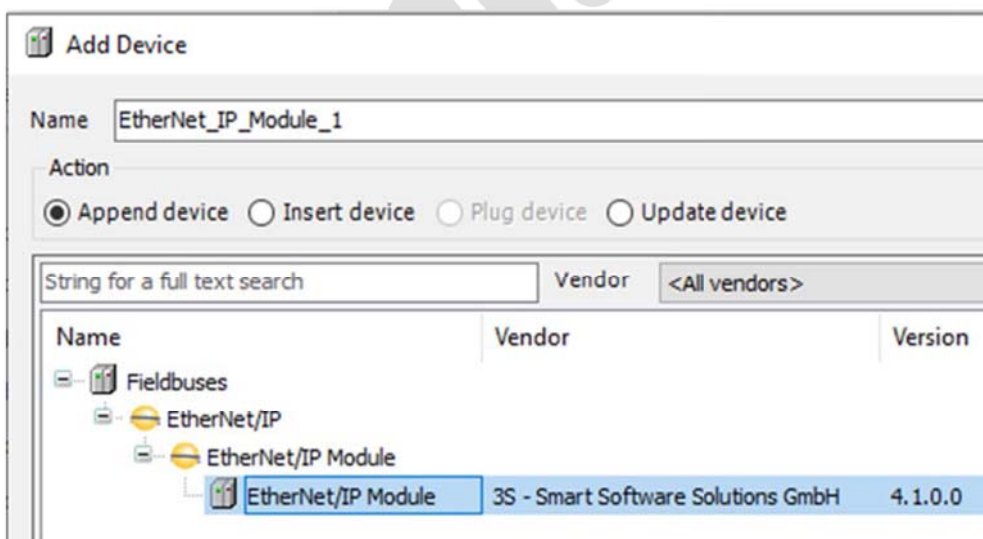 Add Device
Name EtherNet_IP_Module_1
Action
Append device Insert device Plug device Update device
String for a full text search Vendor <All vendors>
Name Vendor Version
Fieldbuses
EtherNet/IP
EtherNet/IP Module
EtherNet/IP Module 3S - Smart Software Solutions GmbH 4.1.0.0